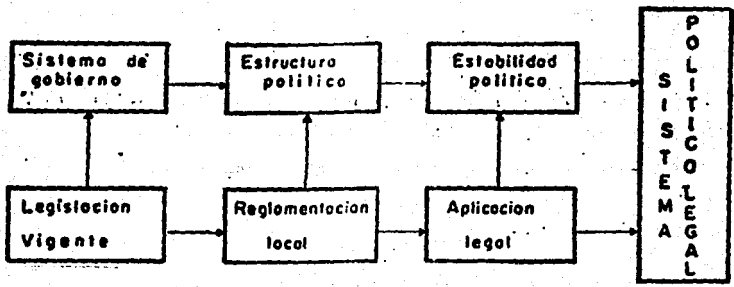 Sistema de
gobierno
Estructura
politica
Estabilidad
politica
SISTEMA
POLITICO LEGAL
Legislacion
Vigente
Reglamentacion
local
Aplicacion
legal